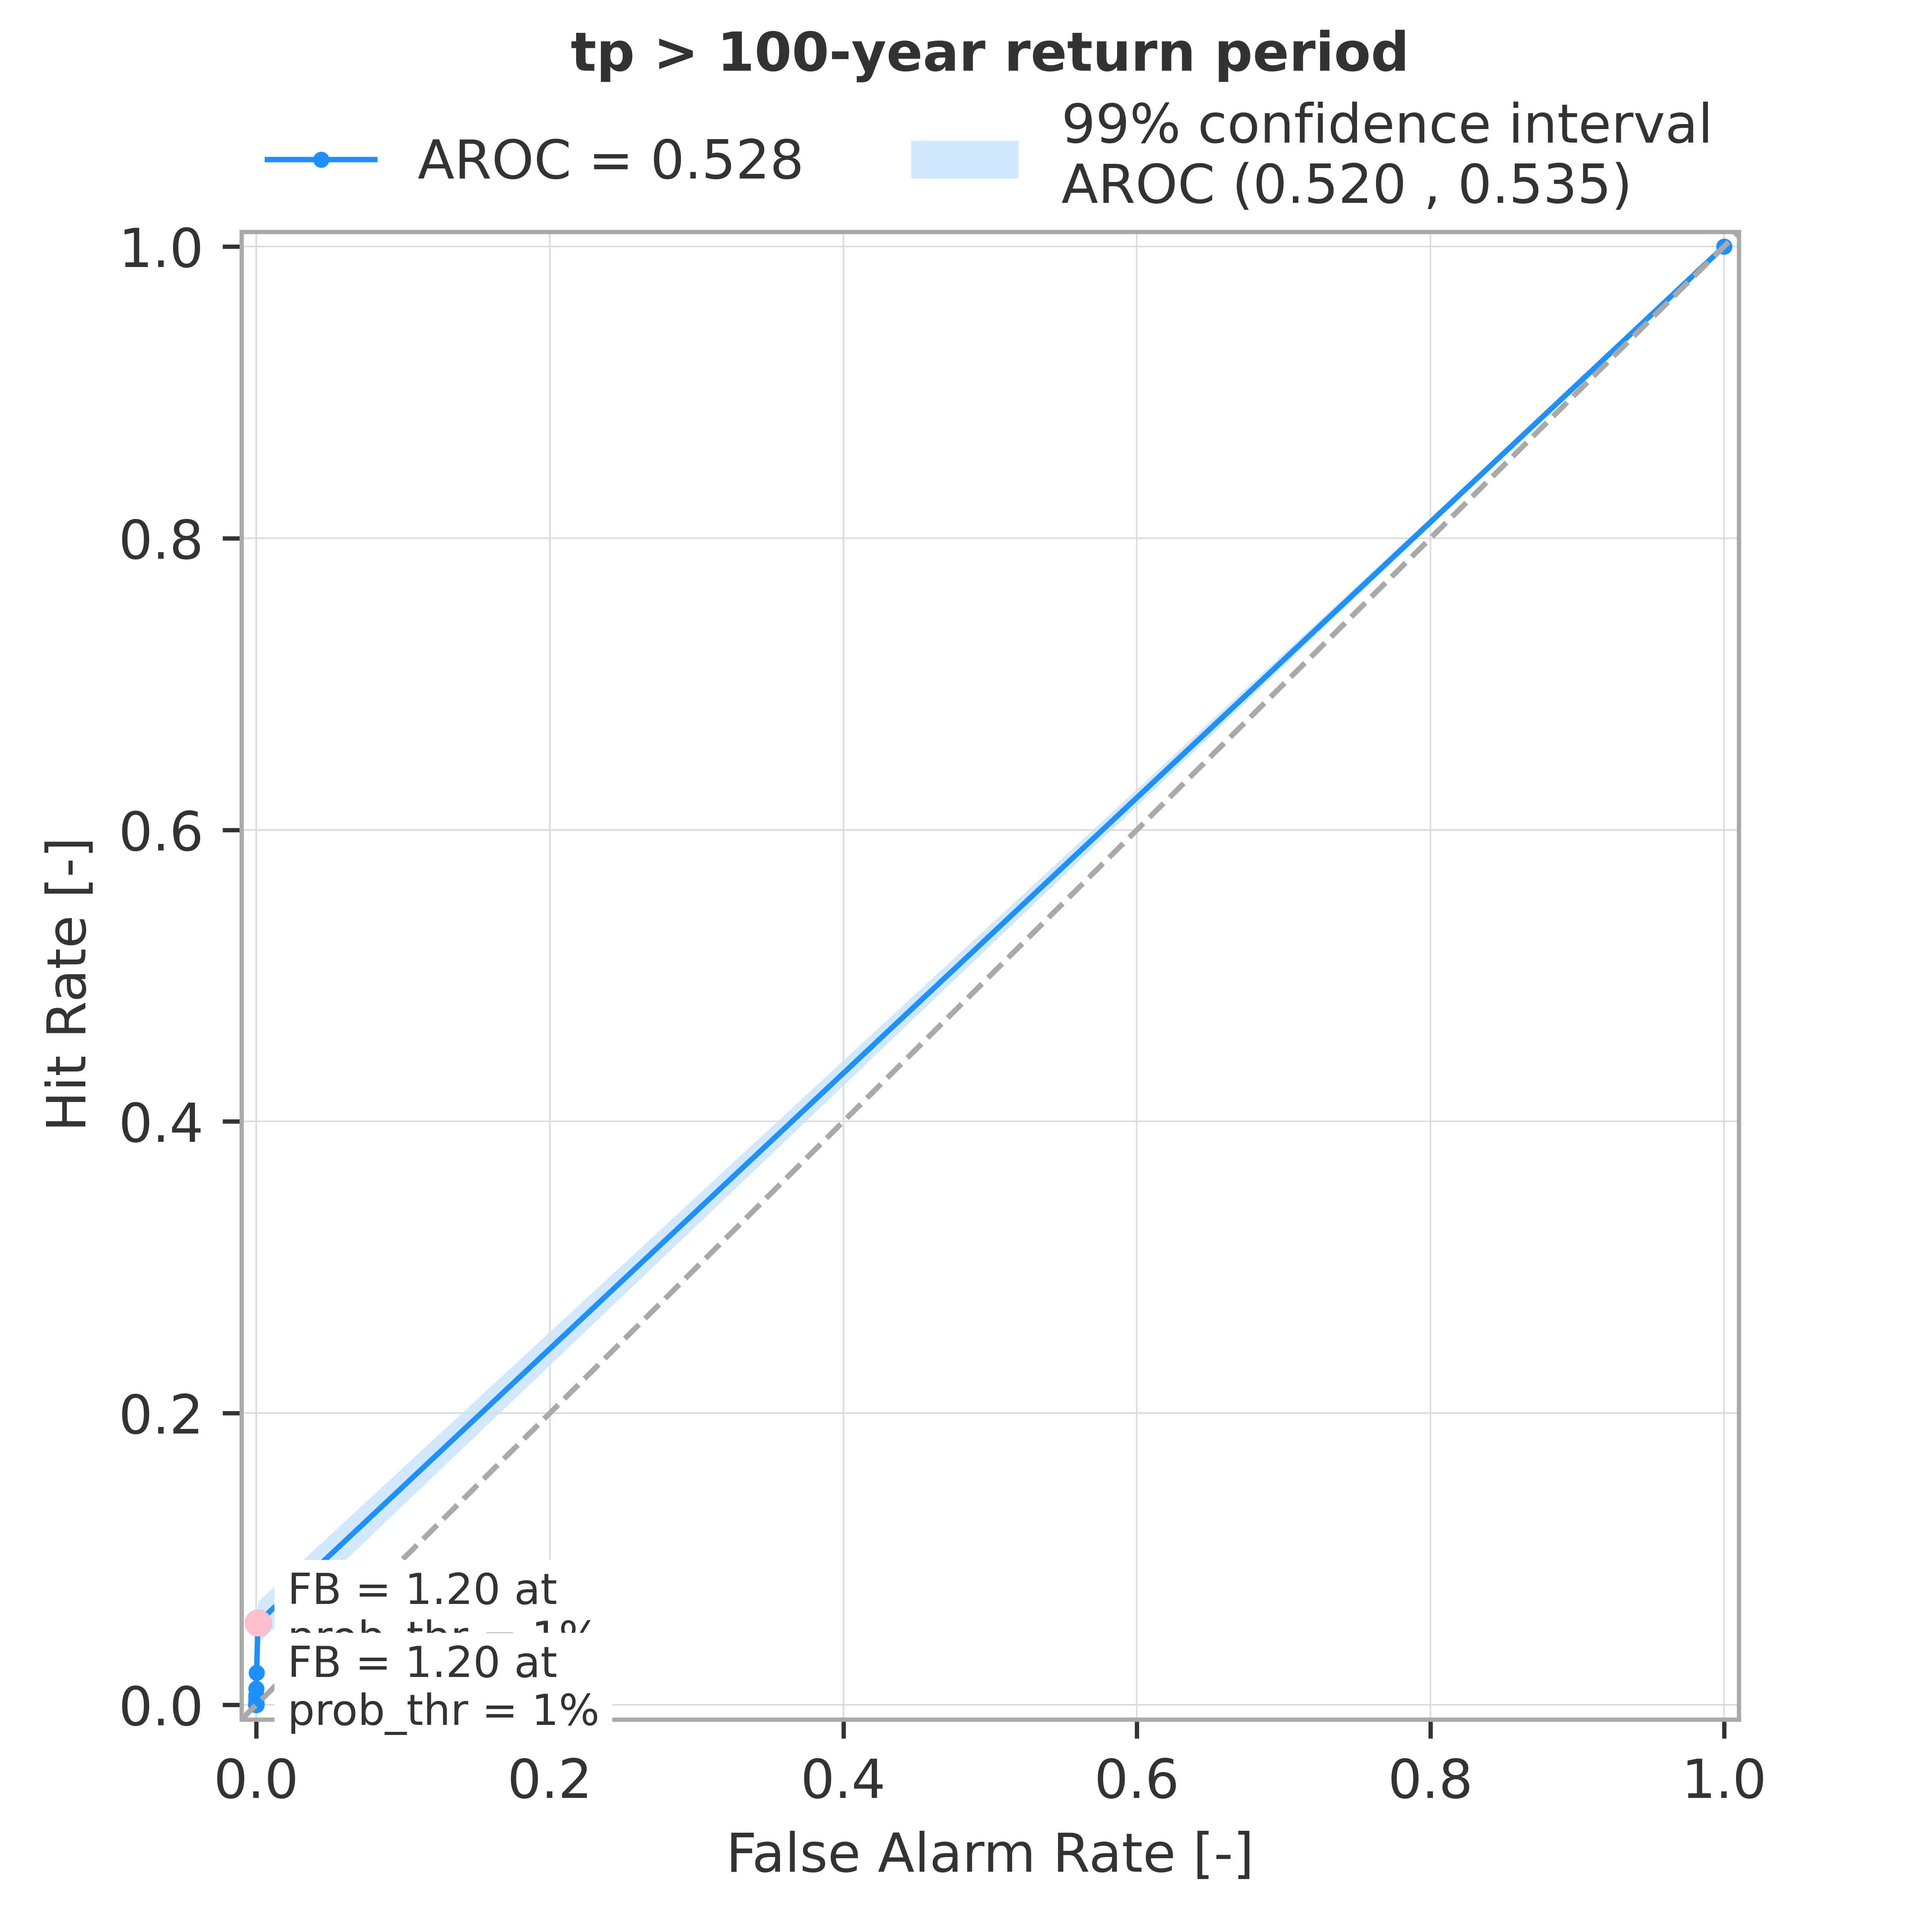 tp > 100-year return period
AROC = 0.528
99% confidence interval
AROC (0.520 , 0.535)
1.0
0.8
0.6
0.4
0.2
0.0
Hit Rate [-]
FB = 1.20 at
prob_thr = 1%
FB = 1.20 at
prob_thr = 1%
0.0
0.2
0.4
0.6
0.8
1.0
False Alarm Rate [-]